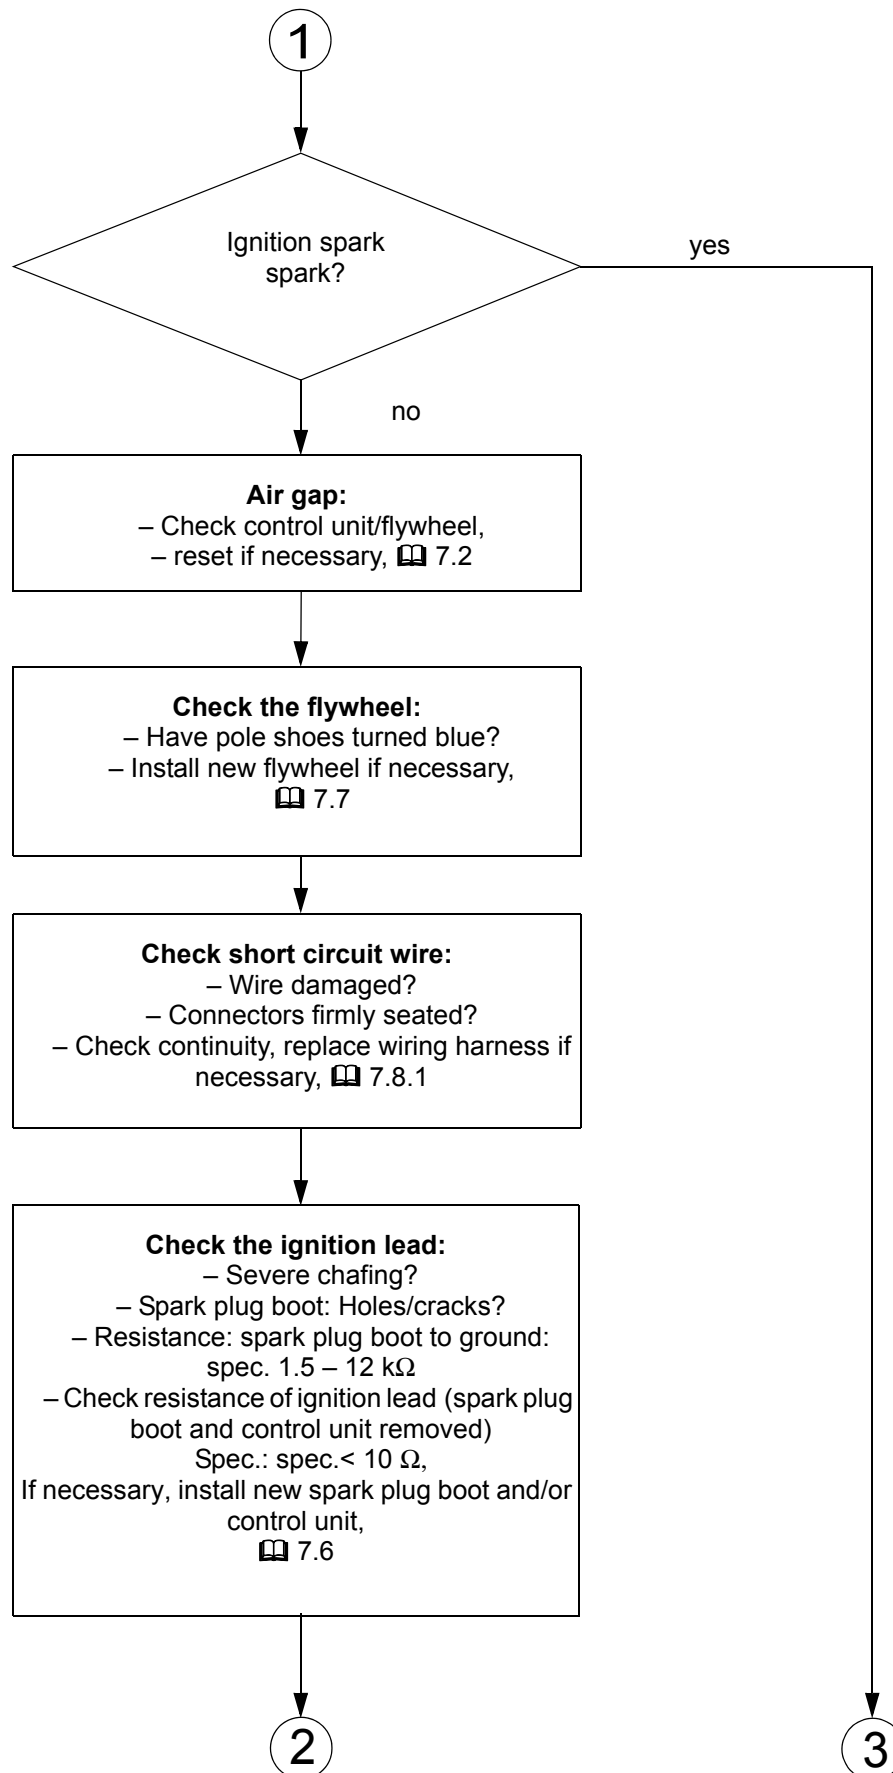 1
Ignition spark
spark?
yes
no
Air gap:
– Check control unit/flywheel,
– reset if necessary, 🕮 7.2
Check the flywheel:
– Have pole shoes turned blue?
– Install new flywheel if necessary,
🕮 7.7
Check short circuit wire:
– Wire damaged?
– Connectors firmly seated?
– Check continuity, replace wiring harness if
necessary, 🕮 7.8.1
Check the ignition lead:
– Severe chafing?
– Spark plug boot: Holes/cracks?
– Resistance: spark plug boot to ground:
spec. 1.5 – 12 kΩ
– Check resistance of ignition lead (spark plug
boot and control unit removed)
Spec.: spec.< 10 Ω,
If necessary, install new spark plug boot and/or
control unit,
🕮 7.6
2
3